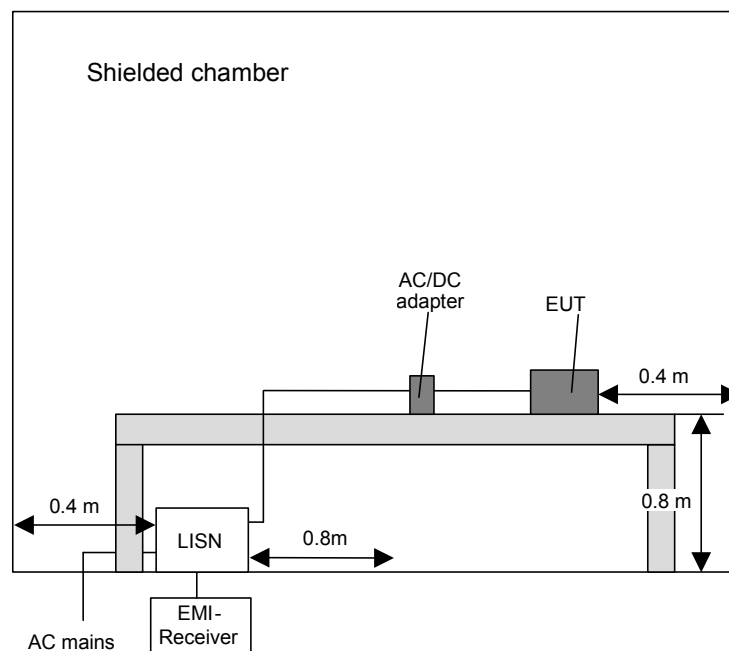 Shielded chamber
AC/DC
adapter
EUT
0.4 m
0.4 m
0.8 m
LISN
0.8m
EMI-
Receiver
AC mains